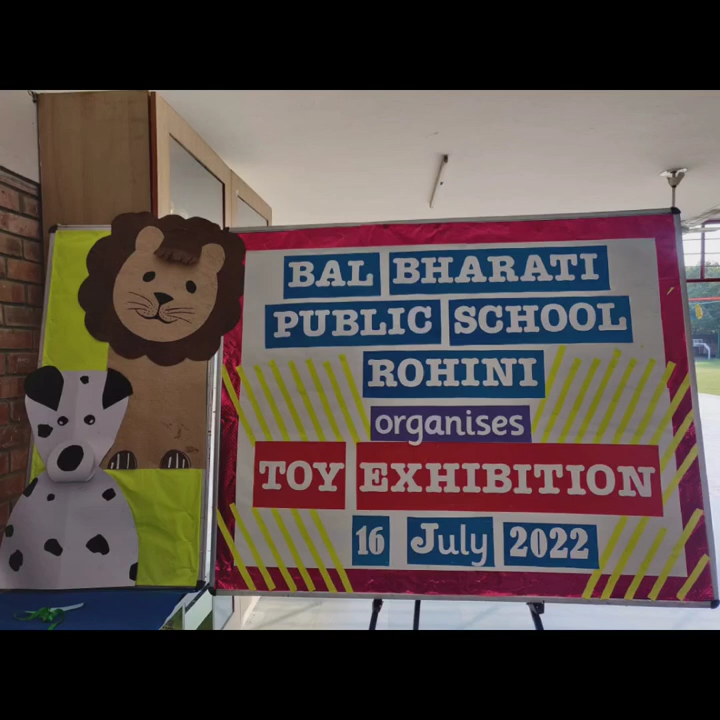 BAL BHARATI
PUBLIC SCHOOL
ROHINI
organises
TOY EXHIBITION
16 July 2022